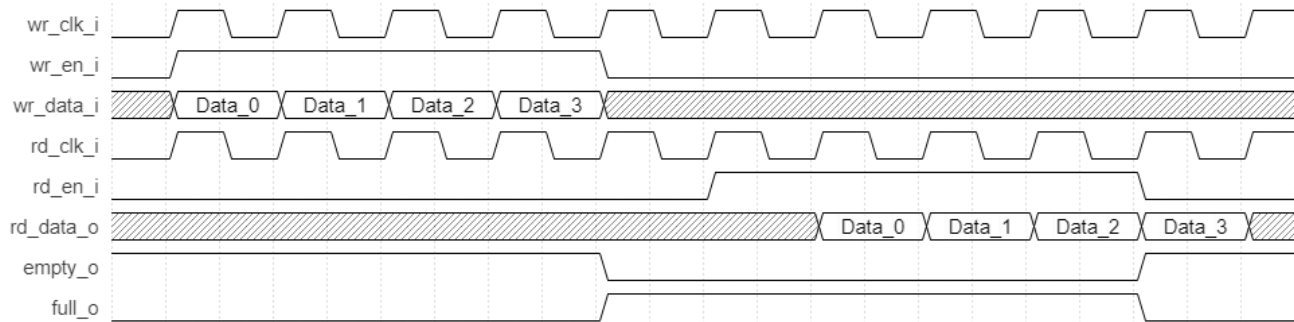 wr_clk_i
wr_en_i
wr_data_i Data_0 Data_1 Data_2 Data_3
rd_clk_i
rd_en_i
rd_data_o Data_0 Data_1 Data_2 Data_3
empty_o
full_o